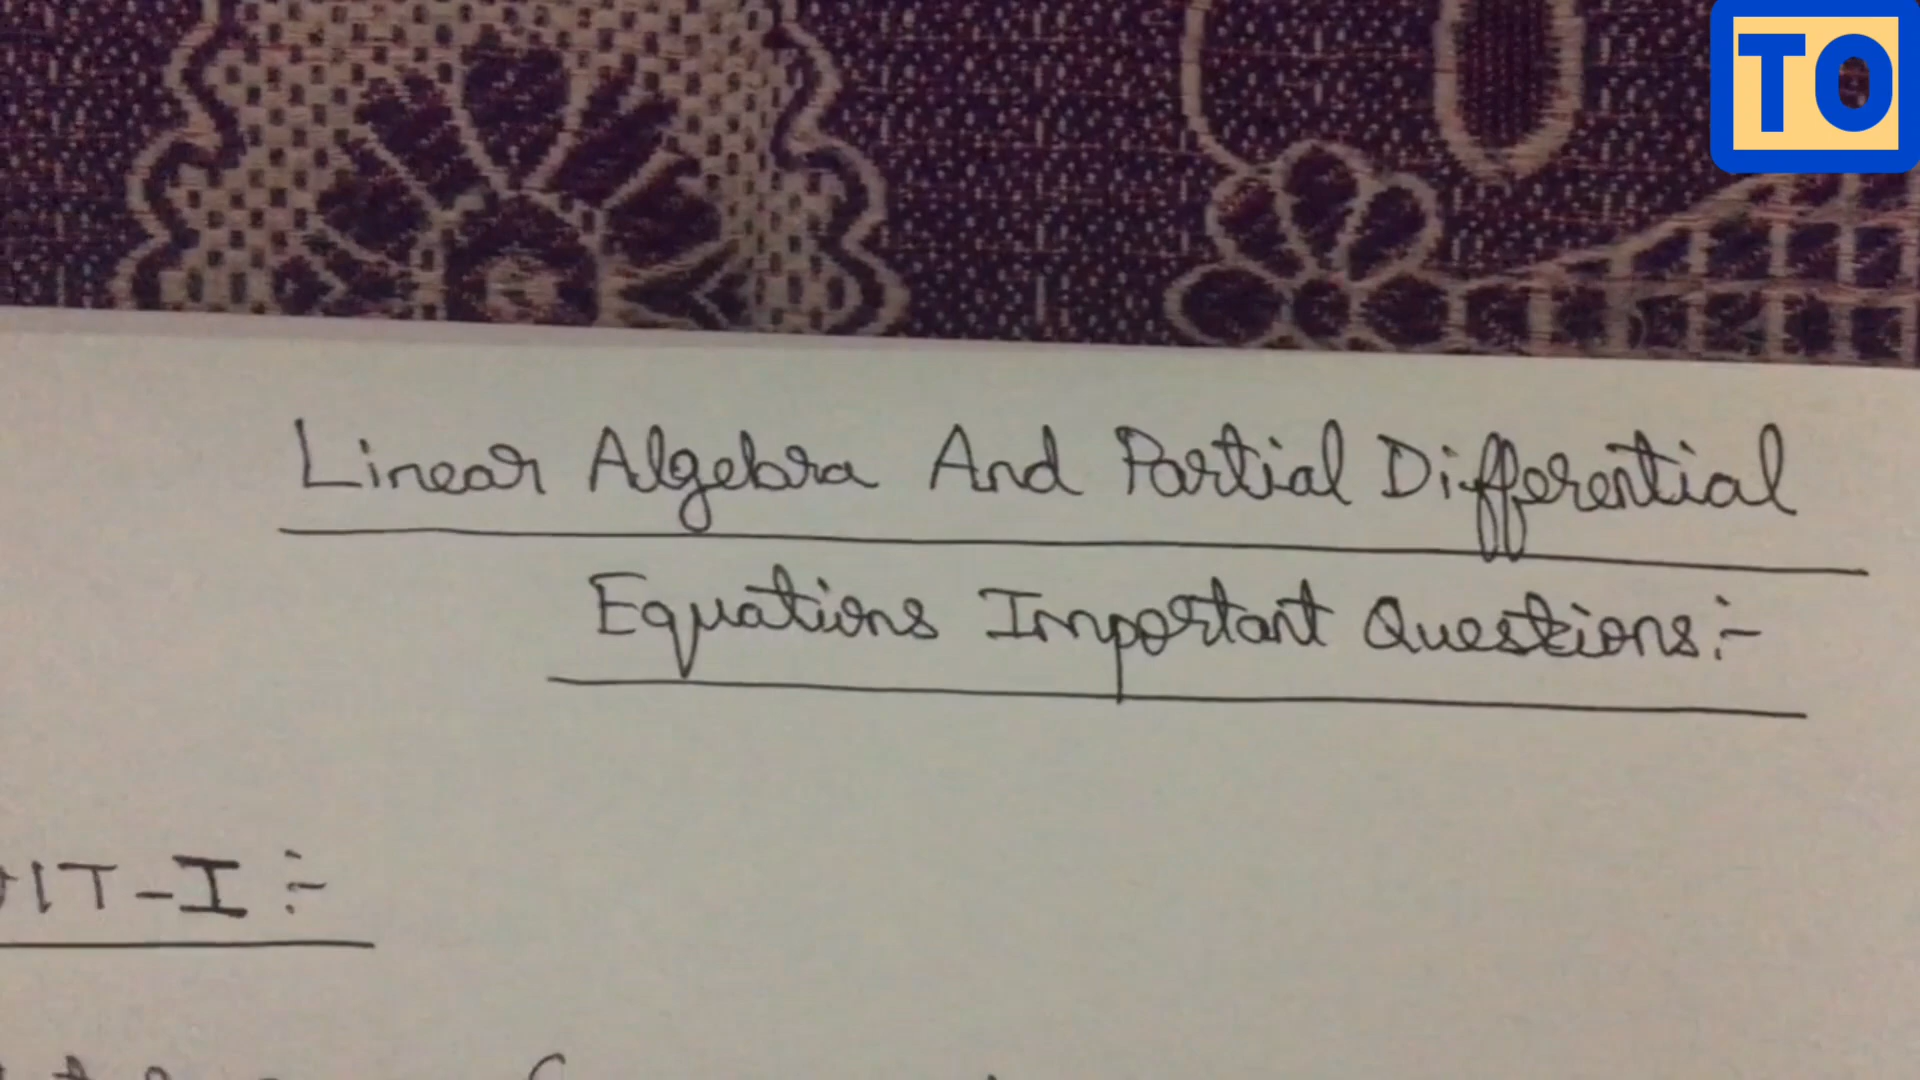 TO
Linear Algebra And Partial Differential
Equations Important Questions:-
IT-I :-